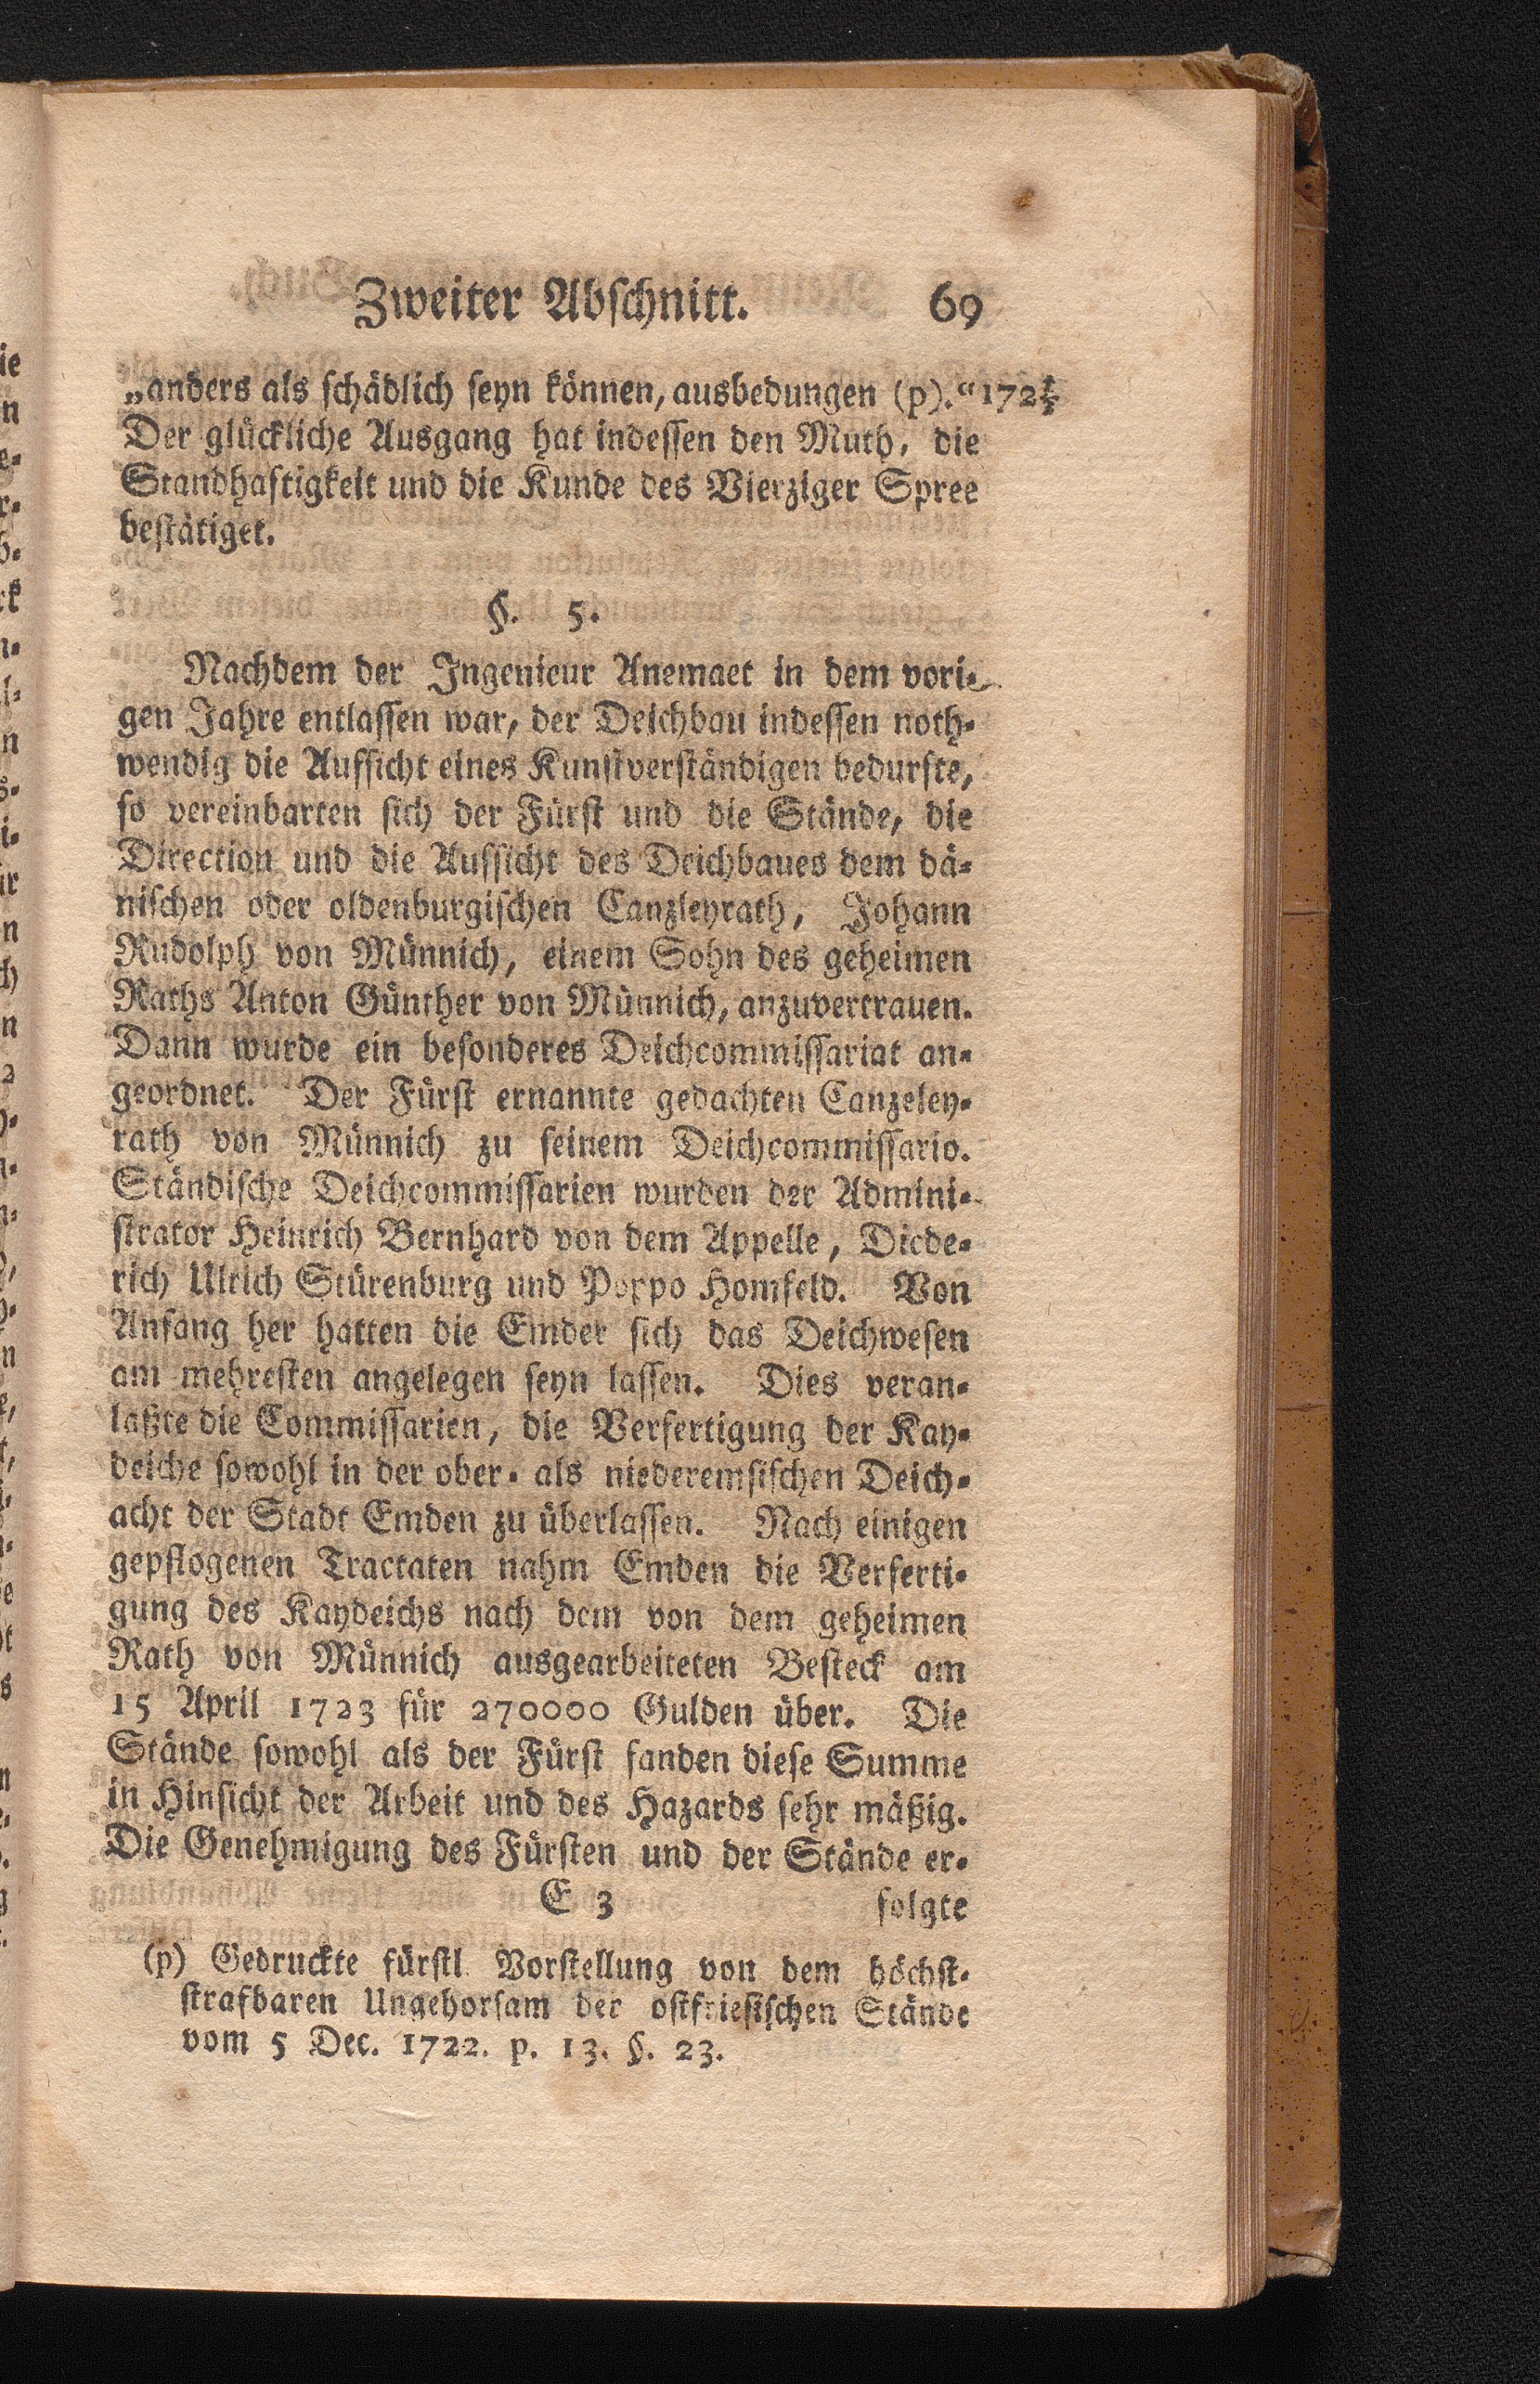 Zweiter Abschnitt. 69
„anders als schädlich seyn können, ausbedungen (p).“ 172⅔
Der glückliche Ausgang hat indessen den Muth, die
Standhaftigkeit und die Kunde des Vierziger Spree
bestätiget.
§. 5.
Nachdem der Ingenieur Anemaet in dem vori-
gen Jahre entlassen war, der Deichbau indessen noth-
wendig die Aufsicht eines Kunstverständigen bedurfte,
so vereinbarten sich der Fürst und die Stände, die
Direction und die Aufsicht des Deichbaues dem dä-
nischen oder oldenburgischen Canzleyrath, Johann
Rudolph von Münnich, einem Sohn des geheimen
Raths Anton Günther von Münnich, anzuvertrauen.
Dann wurde ein besonderes Deichcommissariat an-
geordnet. Der Fürst ernannte gedachten Canzeley-
rath von Münnich zu seinem Deichcommissario.
Ständische Deichcommissarien wurden der Admini-
strator Heinrich Bernhard von dem Appelle, Diede-
rich Ulrich Stürenburg und Poppo Homfeld. Von
Anfang her hatten die Emder sich das Deichwesen
am mehresten angelegen seyn lassen. Dies veran-
laßte die Commissarien, die Verfertigung der Kay-
deiche sowohl in der ober- als niederemsischen Deich-
acht der Stadt Emden zu überlassen. Nach einigen
gepflogenen Tractaten nahm Emden die Verferti-
gung des Kaydeichs nach dem von dem geheimen
Rath von Münnich ausgearbeiteten Besteck am
15 April 1723 für 270000 Gulden über. Die
Stände sowohl als der Fürst fanden diese Summe
in Hinsicht der Arbeit und des Hazards sehr mäßig.
Die Genehmigung des Fürsten und der Stände er-
E 3 folgte
(p) Gedruckte fürstl Vorstellung von dem höchst-
strafbaren Ungehorsam der ostfriesischen Stände
vom 5 Dec. 1722. p. 13. §. 23.